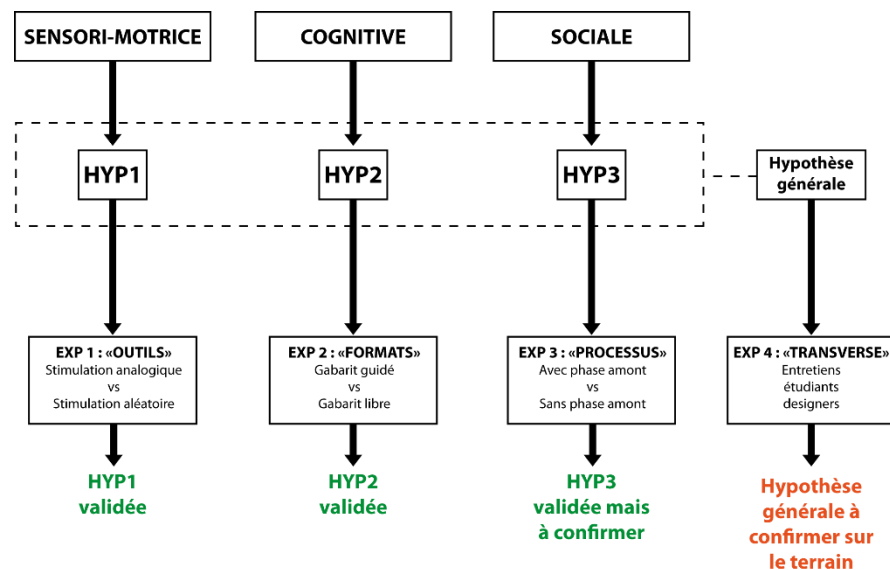 SENSORI-MOTRICE
COGNITIVE
SOCIALE
HYP1
HYP2
HYP3
Hypothèse
générale
EXP 1 : «OUTILS»
Stimulation analogique
vs
Stimulation aléatoire
EXP 2 : «FORMATS»
Gabarit guidé
vs
Gabarit libre
EXP 3 : «PROCESSUS»
Avec phase amont
vs
Sans phase amont
EXP 4 : «TRANSVERSE»
Entretiens
étudiants
designers
HYP1
validée
HYP2
validée
HYP3
validée mais
à confirmer
Hypothèse
générale à
confirmer sur
le terrain